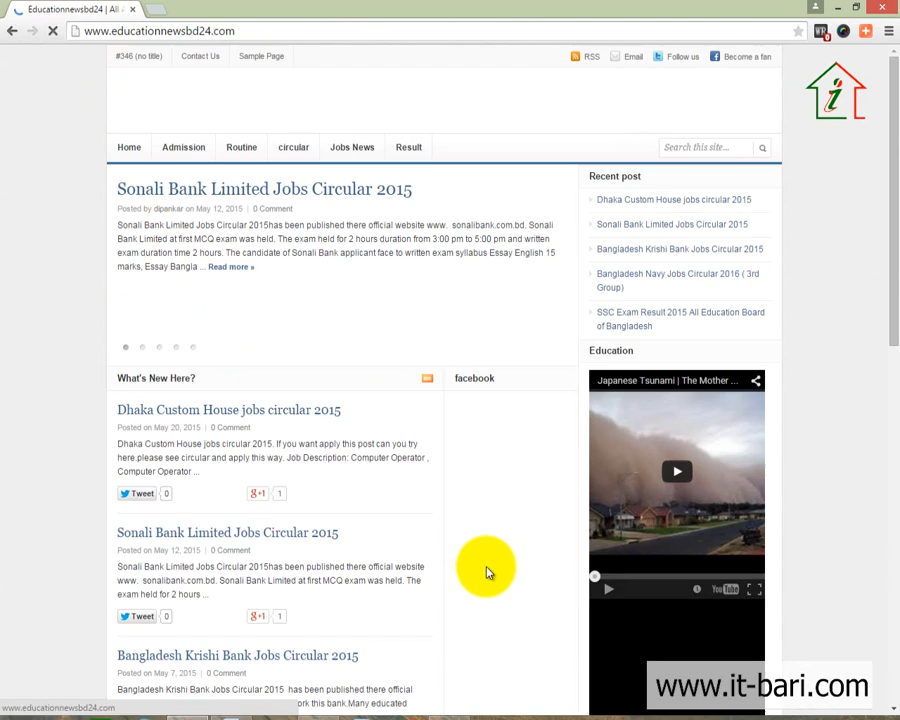 Educationnewsbd24 | All A
www.educationnewsbd24.com
#346 (no title) Contact Us Sample Page RSS Email Follow us Become a fan
Home Admission Routine circular Jobs News Result Search this site...
Sonali Bank Limited Jobs Circular 2015
Posted by dipankar on May 12, 2015 | 0 Comment
Sonali Bank Limited Jobs Circular 2015has been published there official website www. sonalibank.com.bd. Sonali
Bank Limited at first MCQ exam was held. The exam held for 2 hours duration from 3:00 pm to 5:00 pm and written
exam duration time 2 hours. The candidate of Sonali Bank applicant face to written exam syllabus Essay English 15
marks, Essay Bangla ... Read more »
Recent post
Dhaka Custom House jobs circular 2015
Sonali Bank Limited Jobs Circular 2015
Bangladesh Krishi Bank Jobs Circular 2015
Bangladesh Navy Jobs Circular 2016 ( 3rd
Group)
SSC Exam Result 2015 All Education Board
of Bangladesh
What's New Here?
Dhaka Custom House jobs circular 2015
Posted on May 20, 2015 | 0 Comment
Dhaka Custom House jobs circular 2015. If you want apply this post can you try
here.please see circular and apply this way. Job Description: Computer Operator ,
Computer Operator ...
Tweet 0 g+1 1
Sonali Bank Limited Jobs Circular 2015
Posted on May 12, 2015 | 0 Comment
Sonali Bank Limited Jobs Circular 2015has been published there official website
www. sonalibank.com.bd. Sonali Bank Limited at first MCQ exam was held. The
exam held for 2 hours ...
Tweet 0 g+1 1
Bangladesh Krishi Bank Jobs Circular 2015
Posted on May 7, 2015 | 0 Comment
Bangladesh Krishi Bank Jobs Circular 2015 has been published there official
ork this bank.Many educated
facebook
Education
Japanese Tsunami | The Mother ...
YouTube
www.it-bari.com
www.educationnewsbd24.com